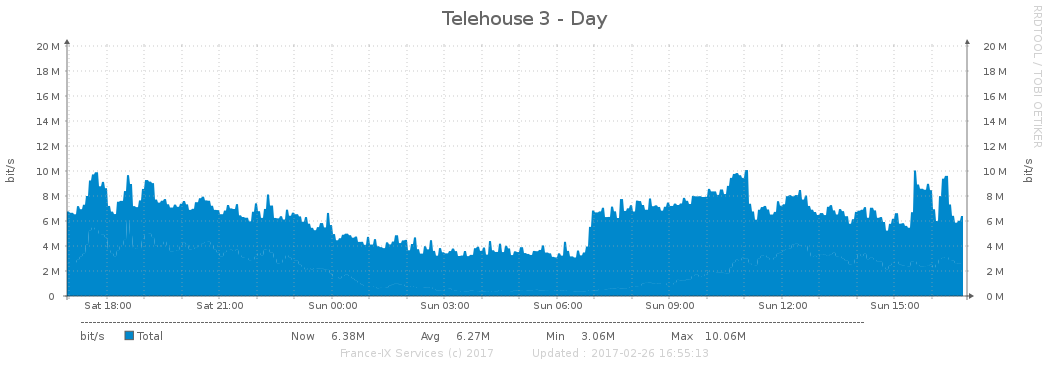 Telehouse 3 - Day
RRDTOOL / TOBI OETIKER
bit/s
bit/s
20 M 20 M
18 M 18 M
16 M 16 M
14 M 14 M
12 M 12 M
10 M 10 M
8 M 8 M
6 M 6 M
4 M 4 M
2 M 2 M
0 0 M
Sat 18:00 Sat 21:00 Sun 00:00 Sun 03:00 Sun 06:00 Sun 09:00 Sun 12:00 Sun 15:00
bit/s Total Now 6.38M Avg 6.27M Min 3.06M Max 10.06M
France-IX Services (c) 2017 Updated : 2017-02-26 16:55:13